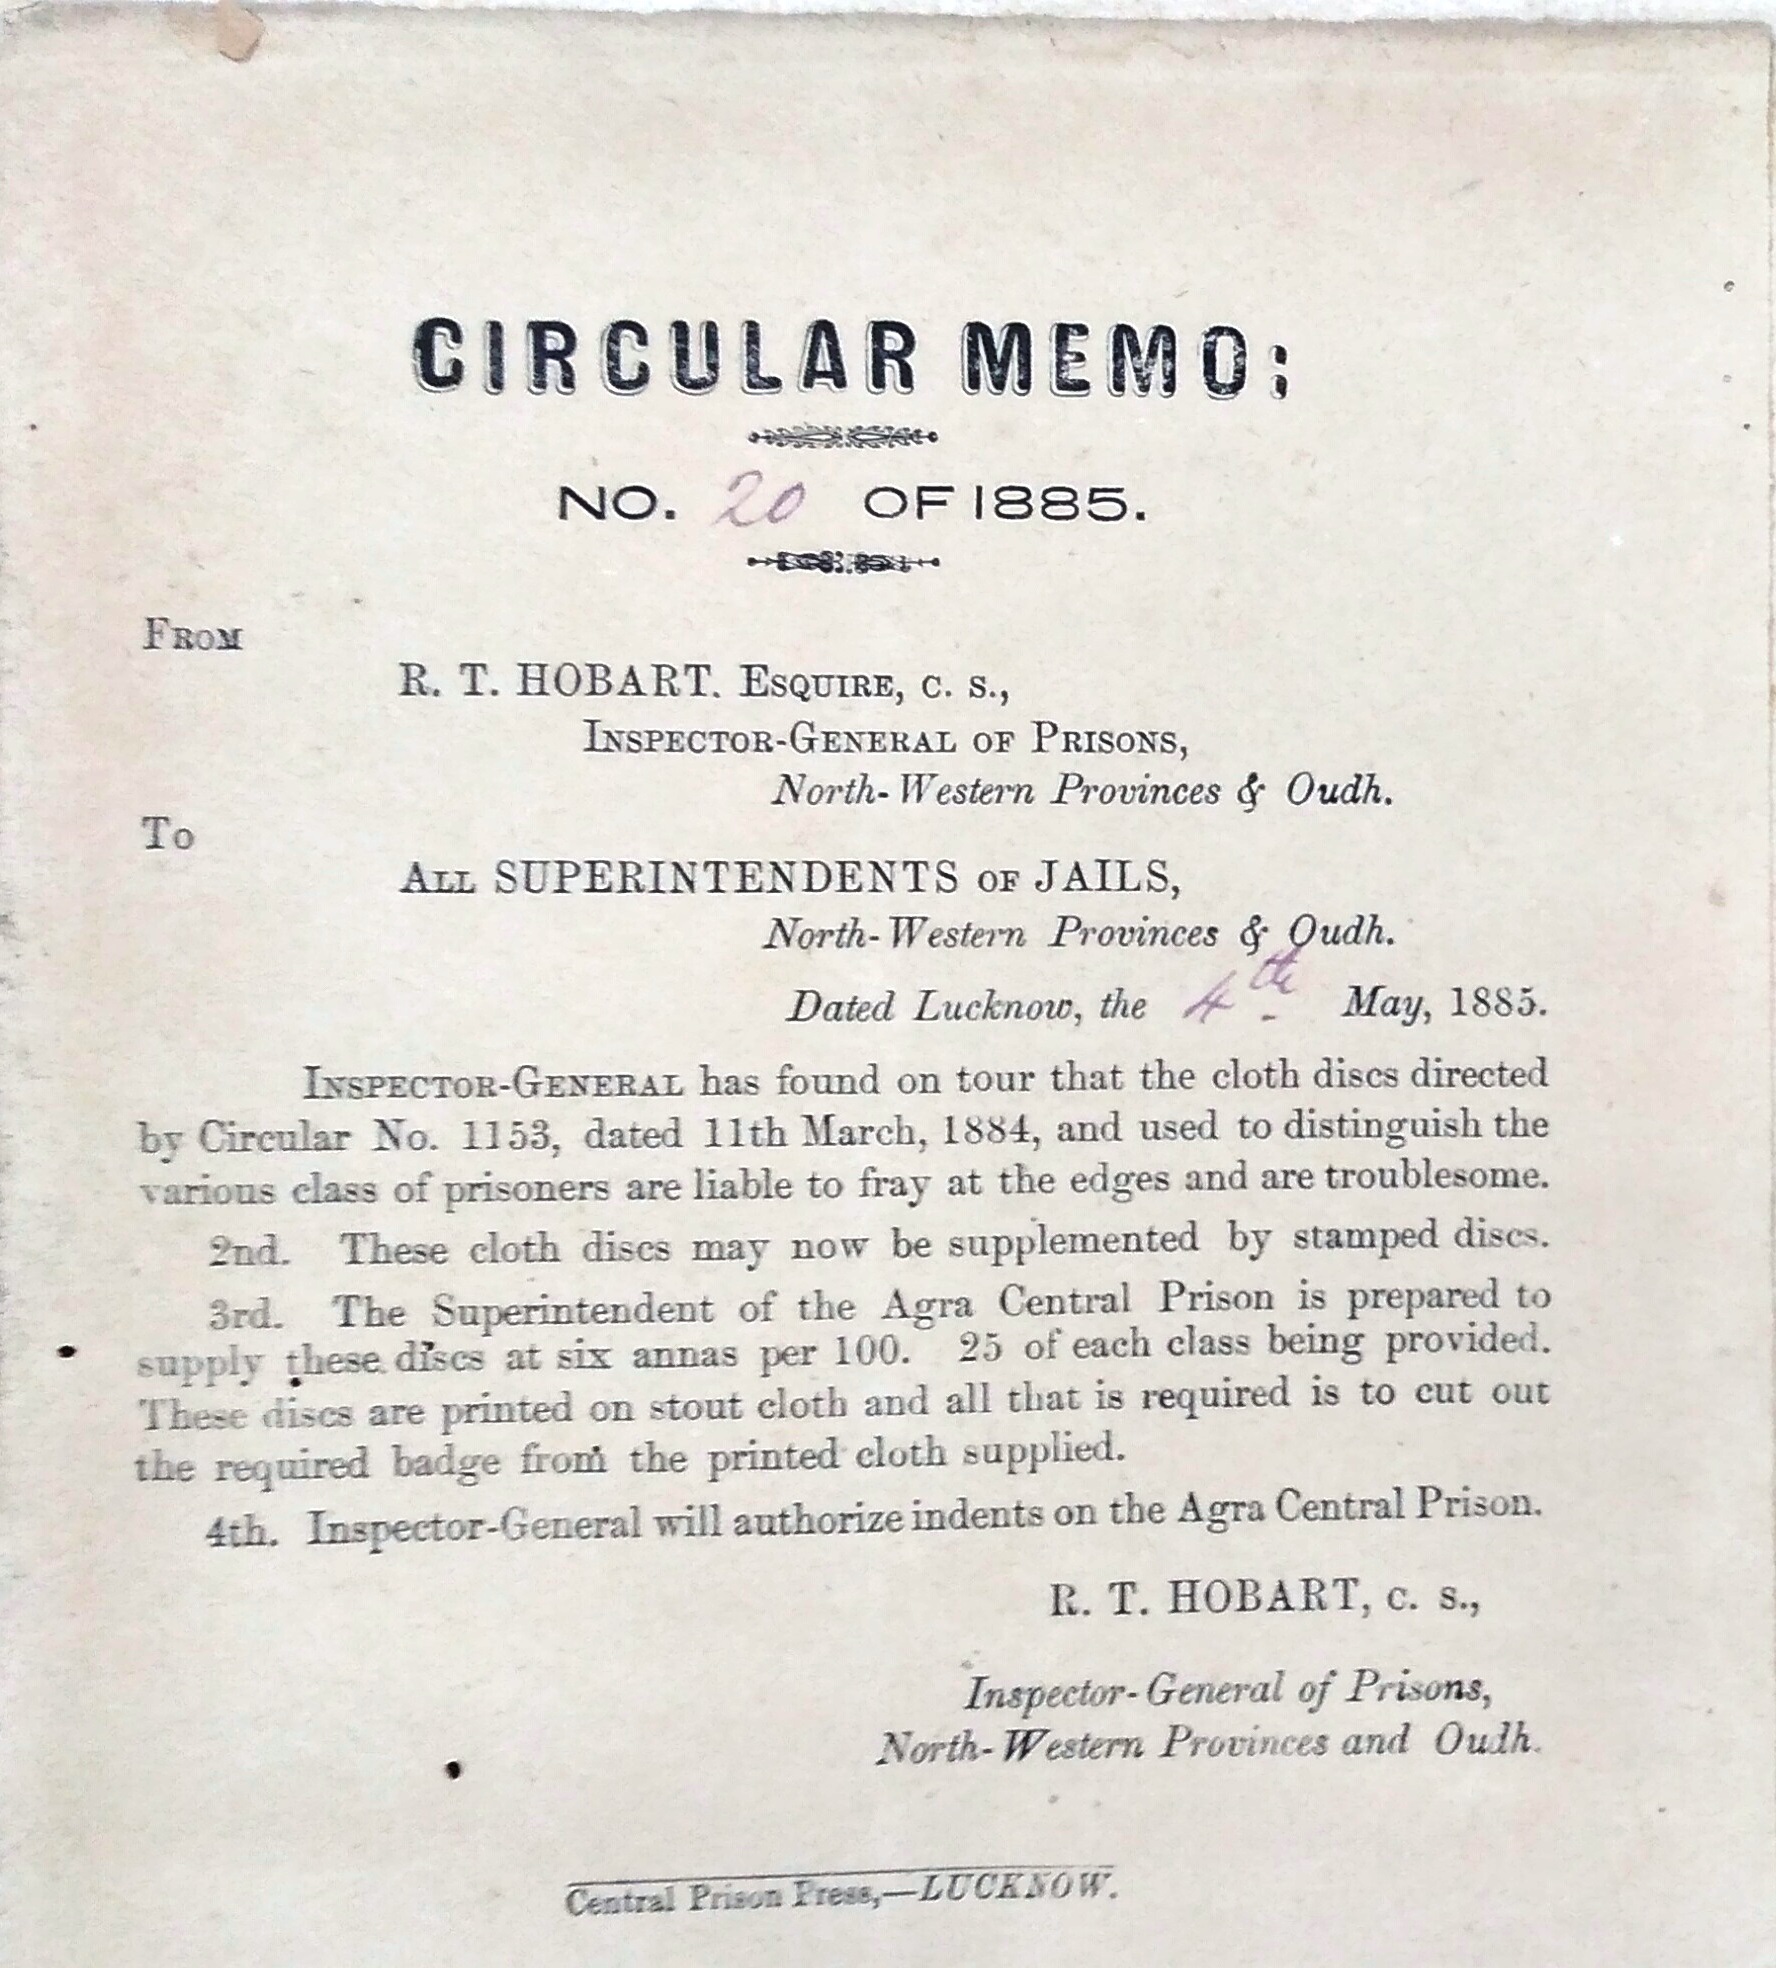 CIRCULAR MEMO:
NO. 20 OF 1885.
FROM
R. T. HOBART. ESQUIRE, C. S.,
INSPECTOR-GENERAL OF PRISONS,
North-Western Provinces & Oudh.
To
ALL SUPERINTENDENTS OF JAILS,
North-Western Provinces & Oudh.
Dated Lucknow, the 4th. May, 1885.
INSPECTOR-GENERAL has found on tour that the cloth discs directed
by Circular No. 1153, dated 11th March, 1884, and used to distinguish the
various class of prisoners are liable to fray at the edges and are troublesome.
2nd. These cloth discs may now be supplemented by stamped discs.
3rd. The Superintendent of the Agra Central Prison is prepared to
supply these discs at six annas per 100. 25 of each class being provided.
These discs are printed on stout cloth and all that is required is to cut out
the required badge from the printed cloth supplied.
4th. Inspector-General will authorize indents on the Agra Central Prison.
R. T. HOBART, C. S.,
Inspector-General of Prisons,
North-Western Provinces and Oudh.
Central Prison Press,—LUCKNOW.